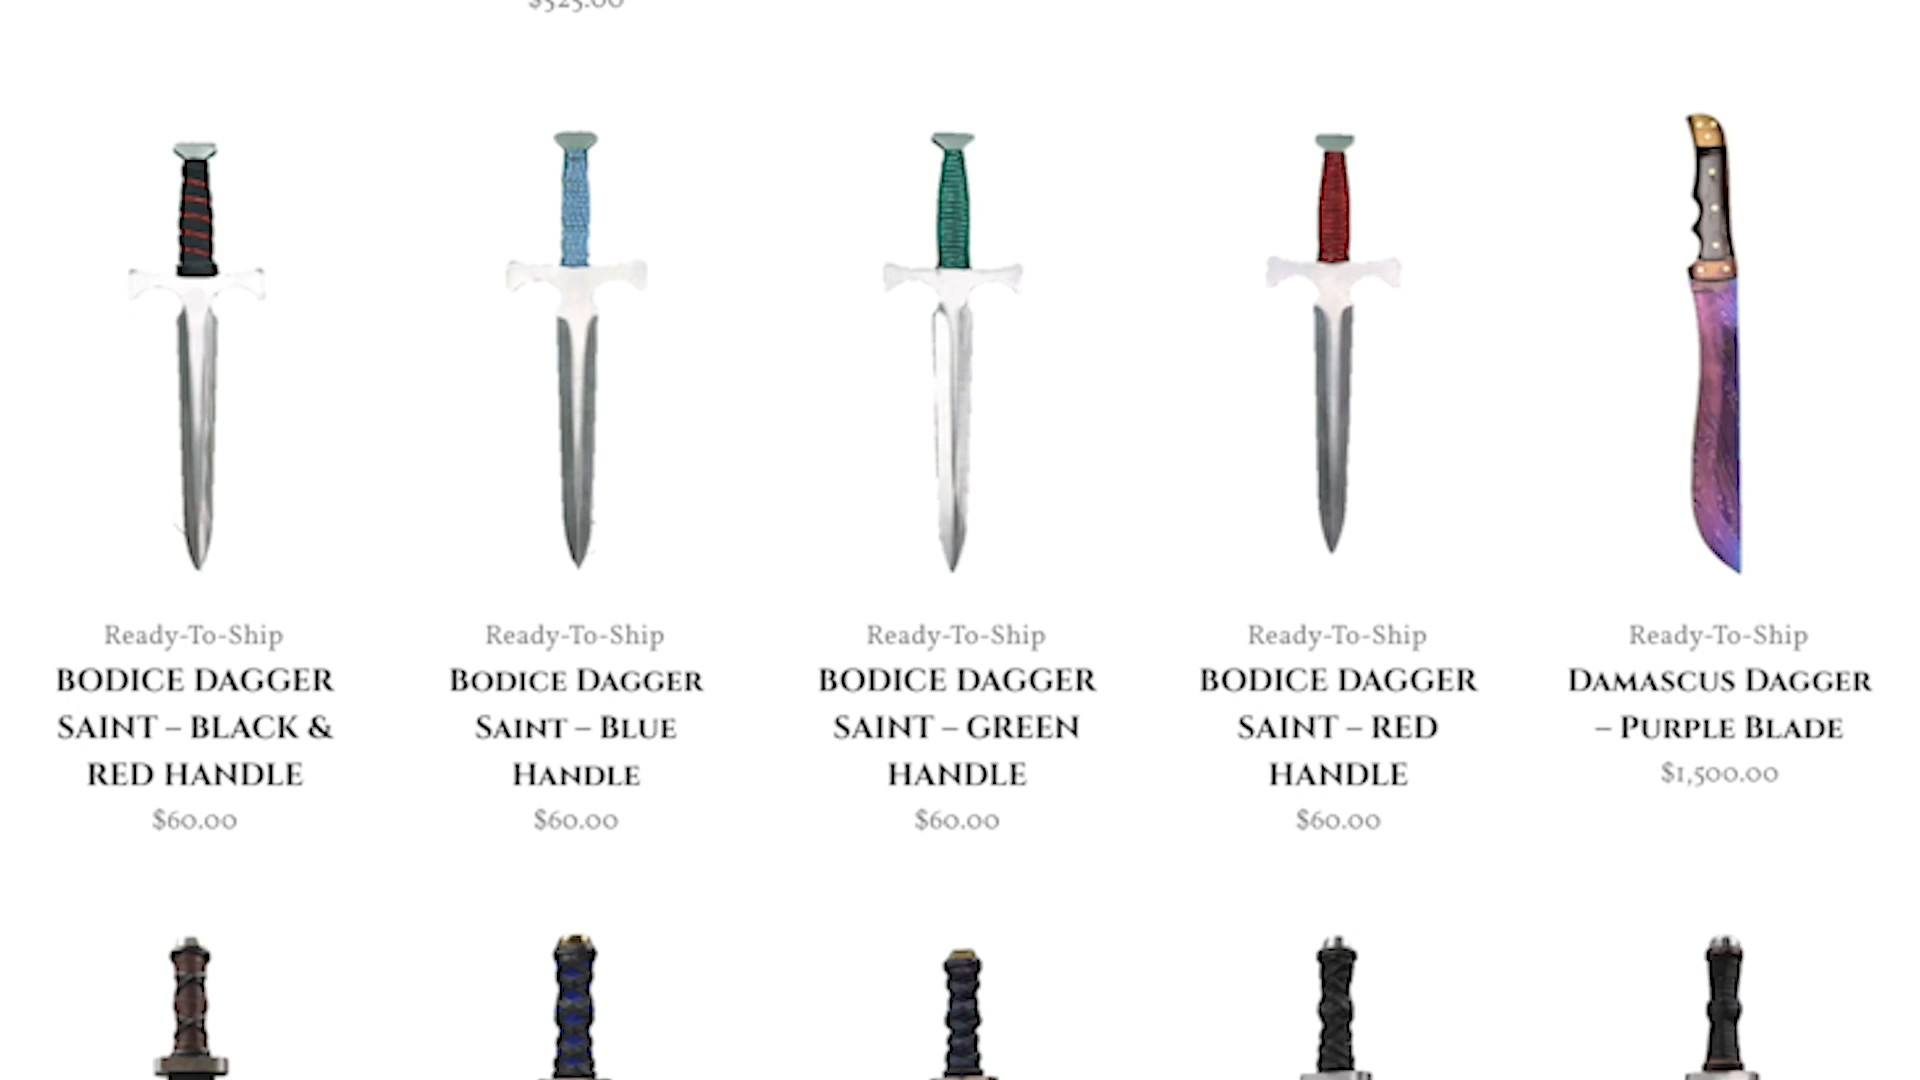 $525.00
Ready-To-Ship
BODICE DAGGER
SAINT – BLACK &
RED HANDLE
$60.00
Ready-To-Ship
Bodice Dagger
Saint – Blue
Handle
$60.00
Ready-To-Ship
BODICE DAGGER
SAINT – GREEN
HANDLE
$60.00
Ready-To-Ship
BODICE DAGGER
SAINT – RED
HANDLE
$60.00
Ready-To-Ship
Damascus Dagger
– Purple Blade
$1,500.00